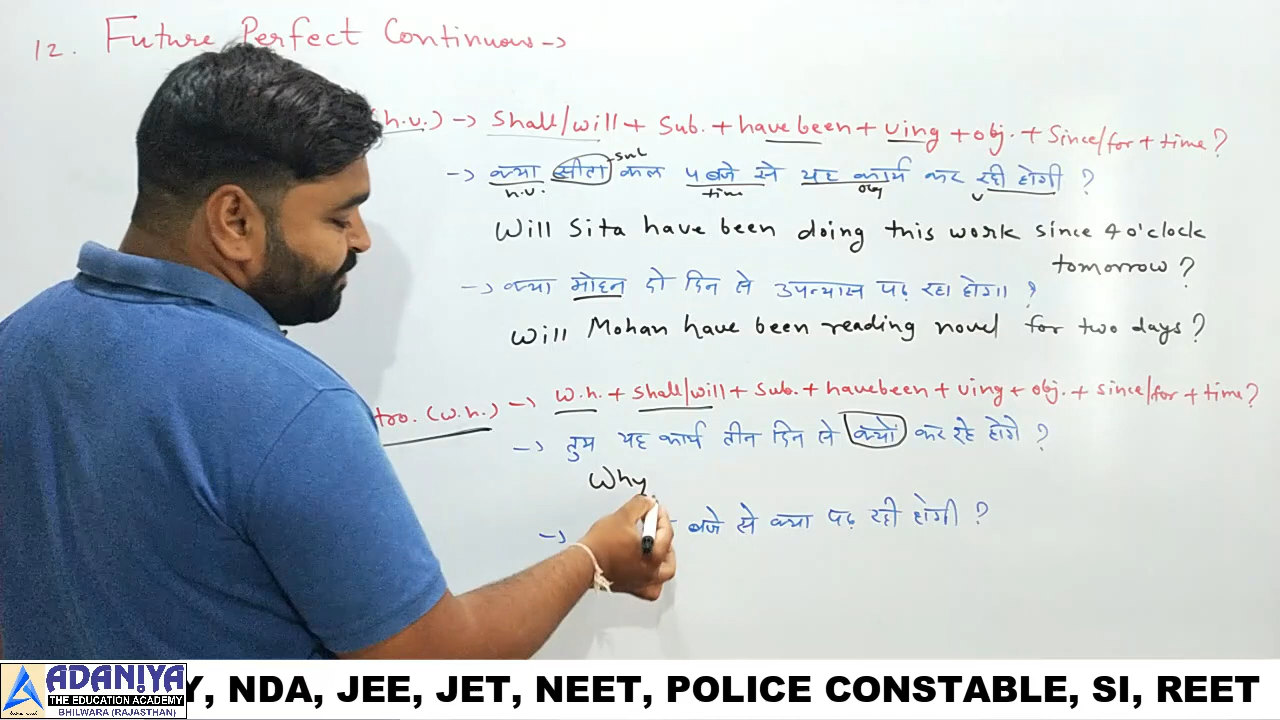 12. Future Perfect Continuous →
h.v.) → Shall/will + Sub. + have been + ving + obj. + Since/for + time?
→ क्या सीता कल 4 बजे से यह कार्य कर रही होगी ?
sub
h.v. time obj v
Will Sita have been doing this work since 4 o'clock
tomorrow?
→ क्या मोहन दो दिन से उपन्यास पढ़ रहा होगा ?
Will Mohan have been reading novel for two days?
tro. (w.h.) → W.h. + shall/will + Sub. + have been + ving + obj. + since/for + time?
→ तुम यह कार्य तीन दिन से क्यों कर रहे होगे ?
Why
→ बजे से क्या पढ़ रही होगी ?
ADANIYA
THE EDUCATION ACADEMY
BHILWARA (RAJASTHAN)
Y, NDA, JEE, JET, NEET, POLICE CONSTABLE, SI, REET